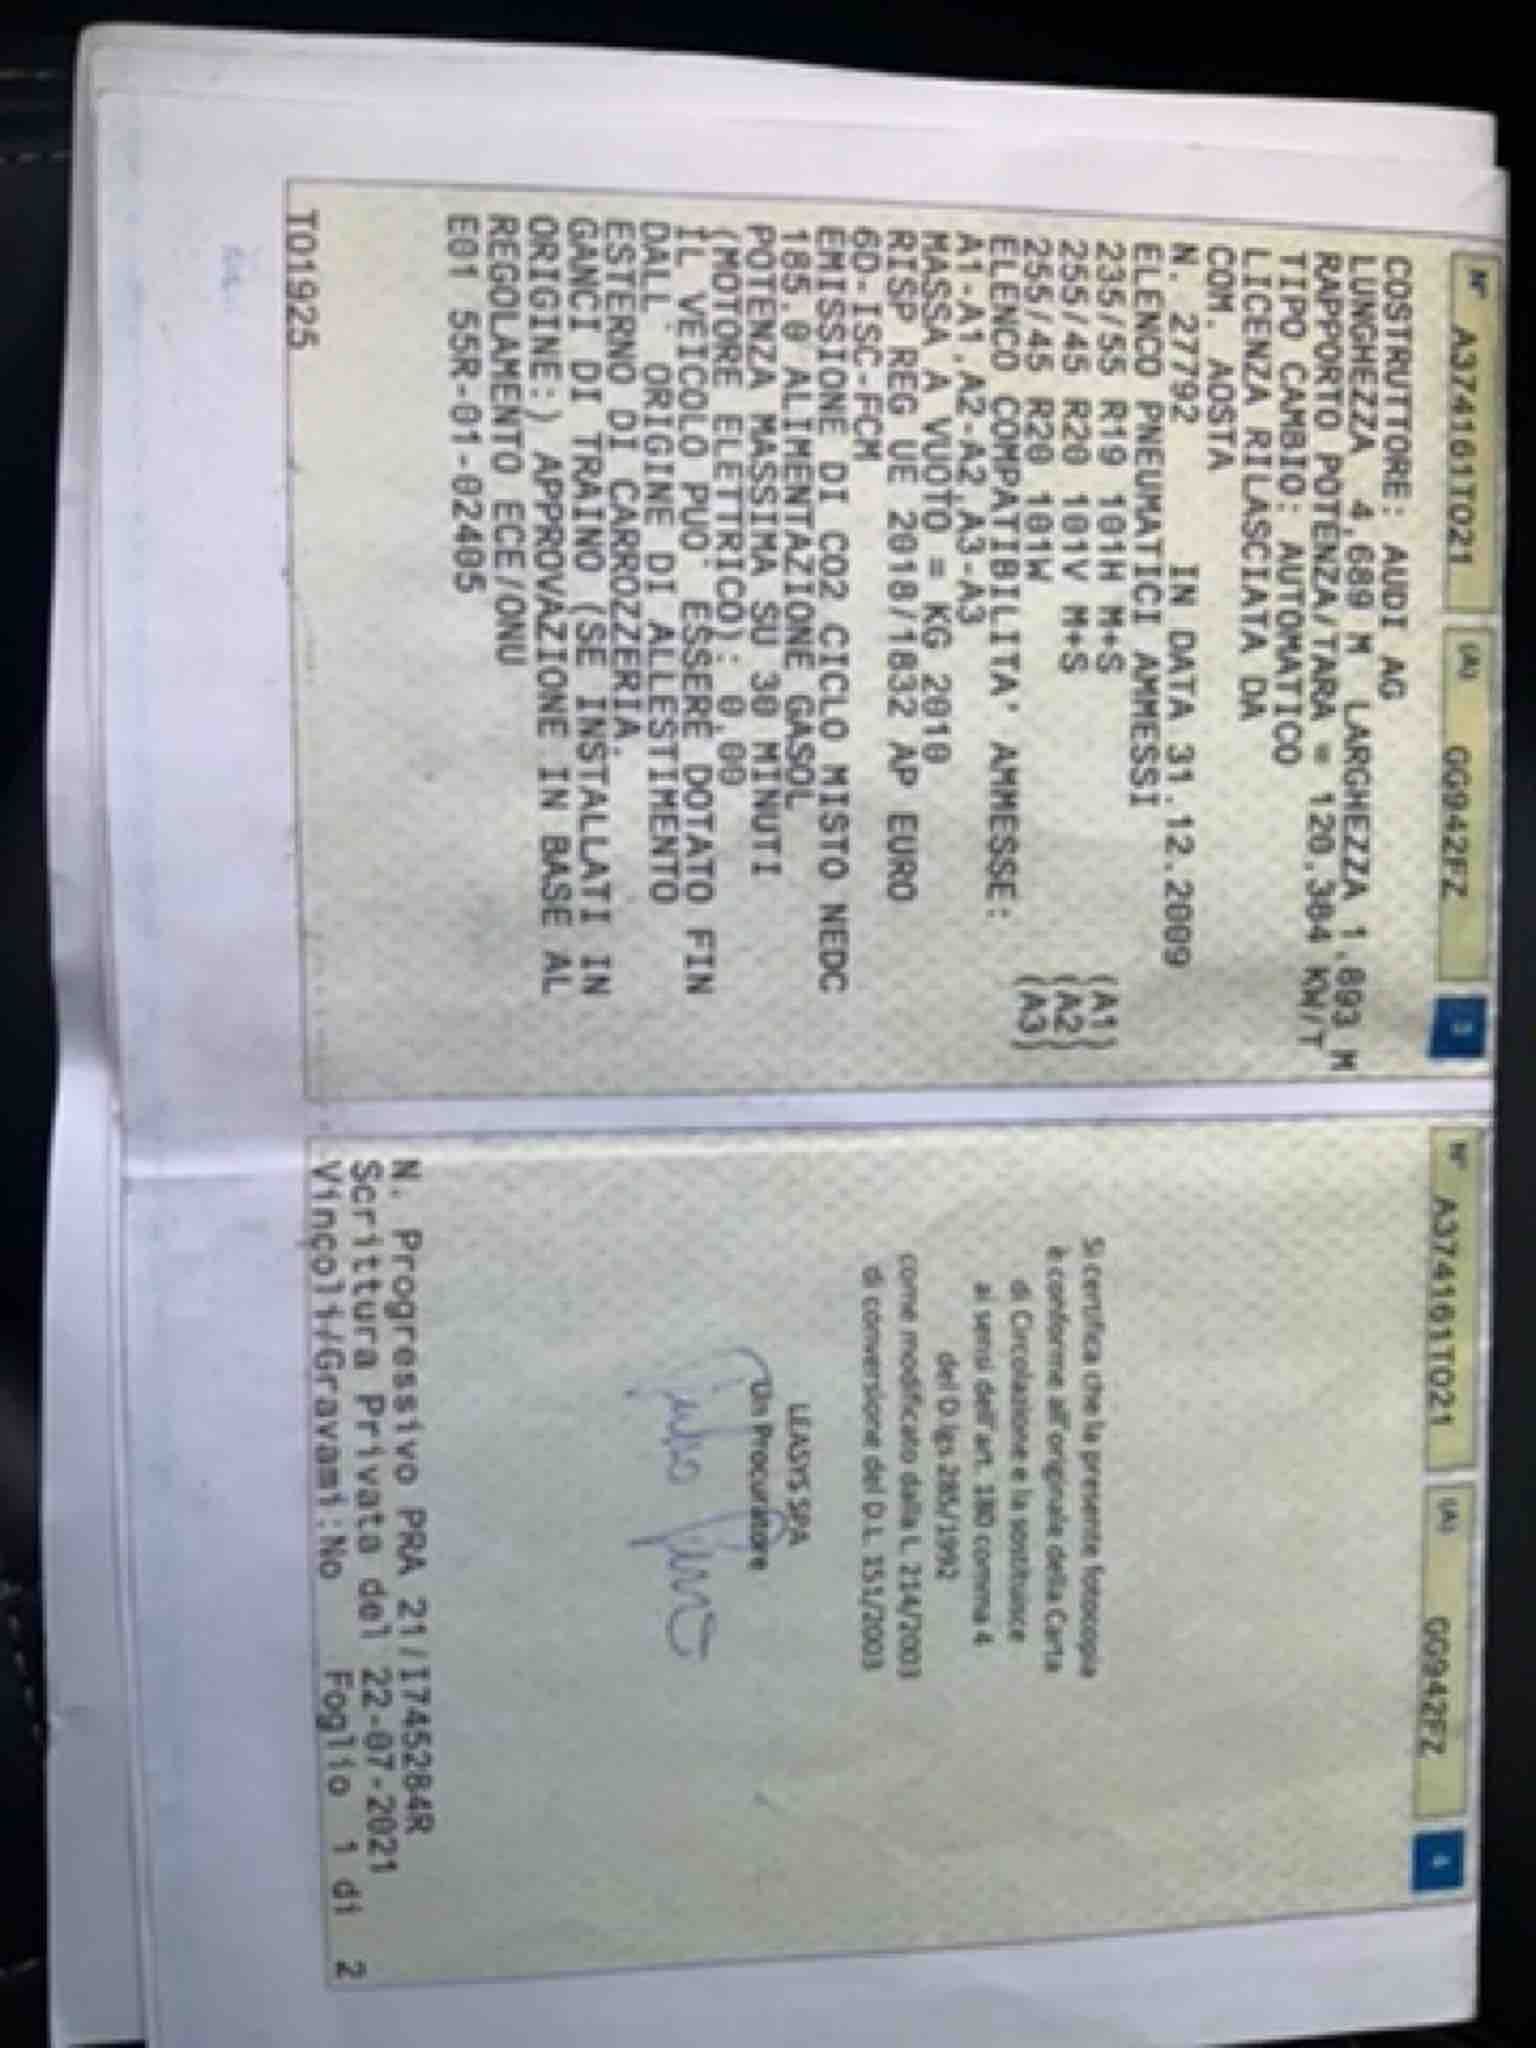 N° A374161T021 (A) GG942FZ 3
COSTRUTTORE: AUDI AG
LUNGHEZZA 4,689 M LARGHEZZA 1,893 M
RAPPORTO POTENZA/TARA = 120,384 KW/T
TIPO CAMBIO: AUTOMATICO
LICENZA RILASCIATA DA
COM. AOSTA
N. 27792 IN DATA 31.12.2009
ELENCO PNEUMATICI AMMESSI
235/55 R19 101H M+S (A1)
255/45 R20 101V M+S (A2)
255/45 R20 101W (A3)
ELENCO COMPATIBILITA' AMMESSE:
A1-A1,A2-A2,A3-A3
MASSA A VUOTO = KG 2010
RISP REG UE 2018/1832 AP EURO
6D-ISC-FCM
EMISSIONE DI CO2 CICLO MISTO NEDC
185,0 ALIMENTAZIONE GASOL
POTENZA MASSIMA SU 30 MINUTI
(MOTORE ELETTRICO): 0,00
IL VEICOLO PUO' ESSERE DOTATO FIN
DALL' ORIGINE DI ALLESTIMENTO
ESTERNO DI CARROZZERIA.
GANCI DI TRAINO (SE INSTALLATI IN
ORIGINE:) APPROVAZIONE IN BASE AL
REGOLAMENTO ECE/ONU
E01 55R-01-02405
T01925
N° A374161T021 (A) GG942FZ 4
Si certifica che la presente fotocopia
è conforme all'originale della Carta
di Circolazione e la sostituisce
ai sensi dell'art. 180 comma 4
del D.lgs 285/1992
come modificato dalla L. 214/2003
di conversione del D.L. 151/2003
LEASYS SPA
Un Procuratore
N. Progressivo PRA 21/I745284R
Scrittura Privata del 22-07-2021
Vincoli/Gravami:No Foglio 1 di 2